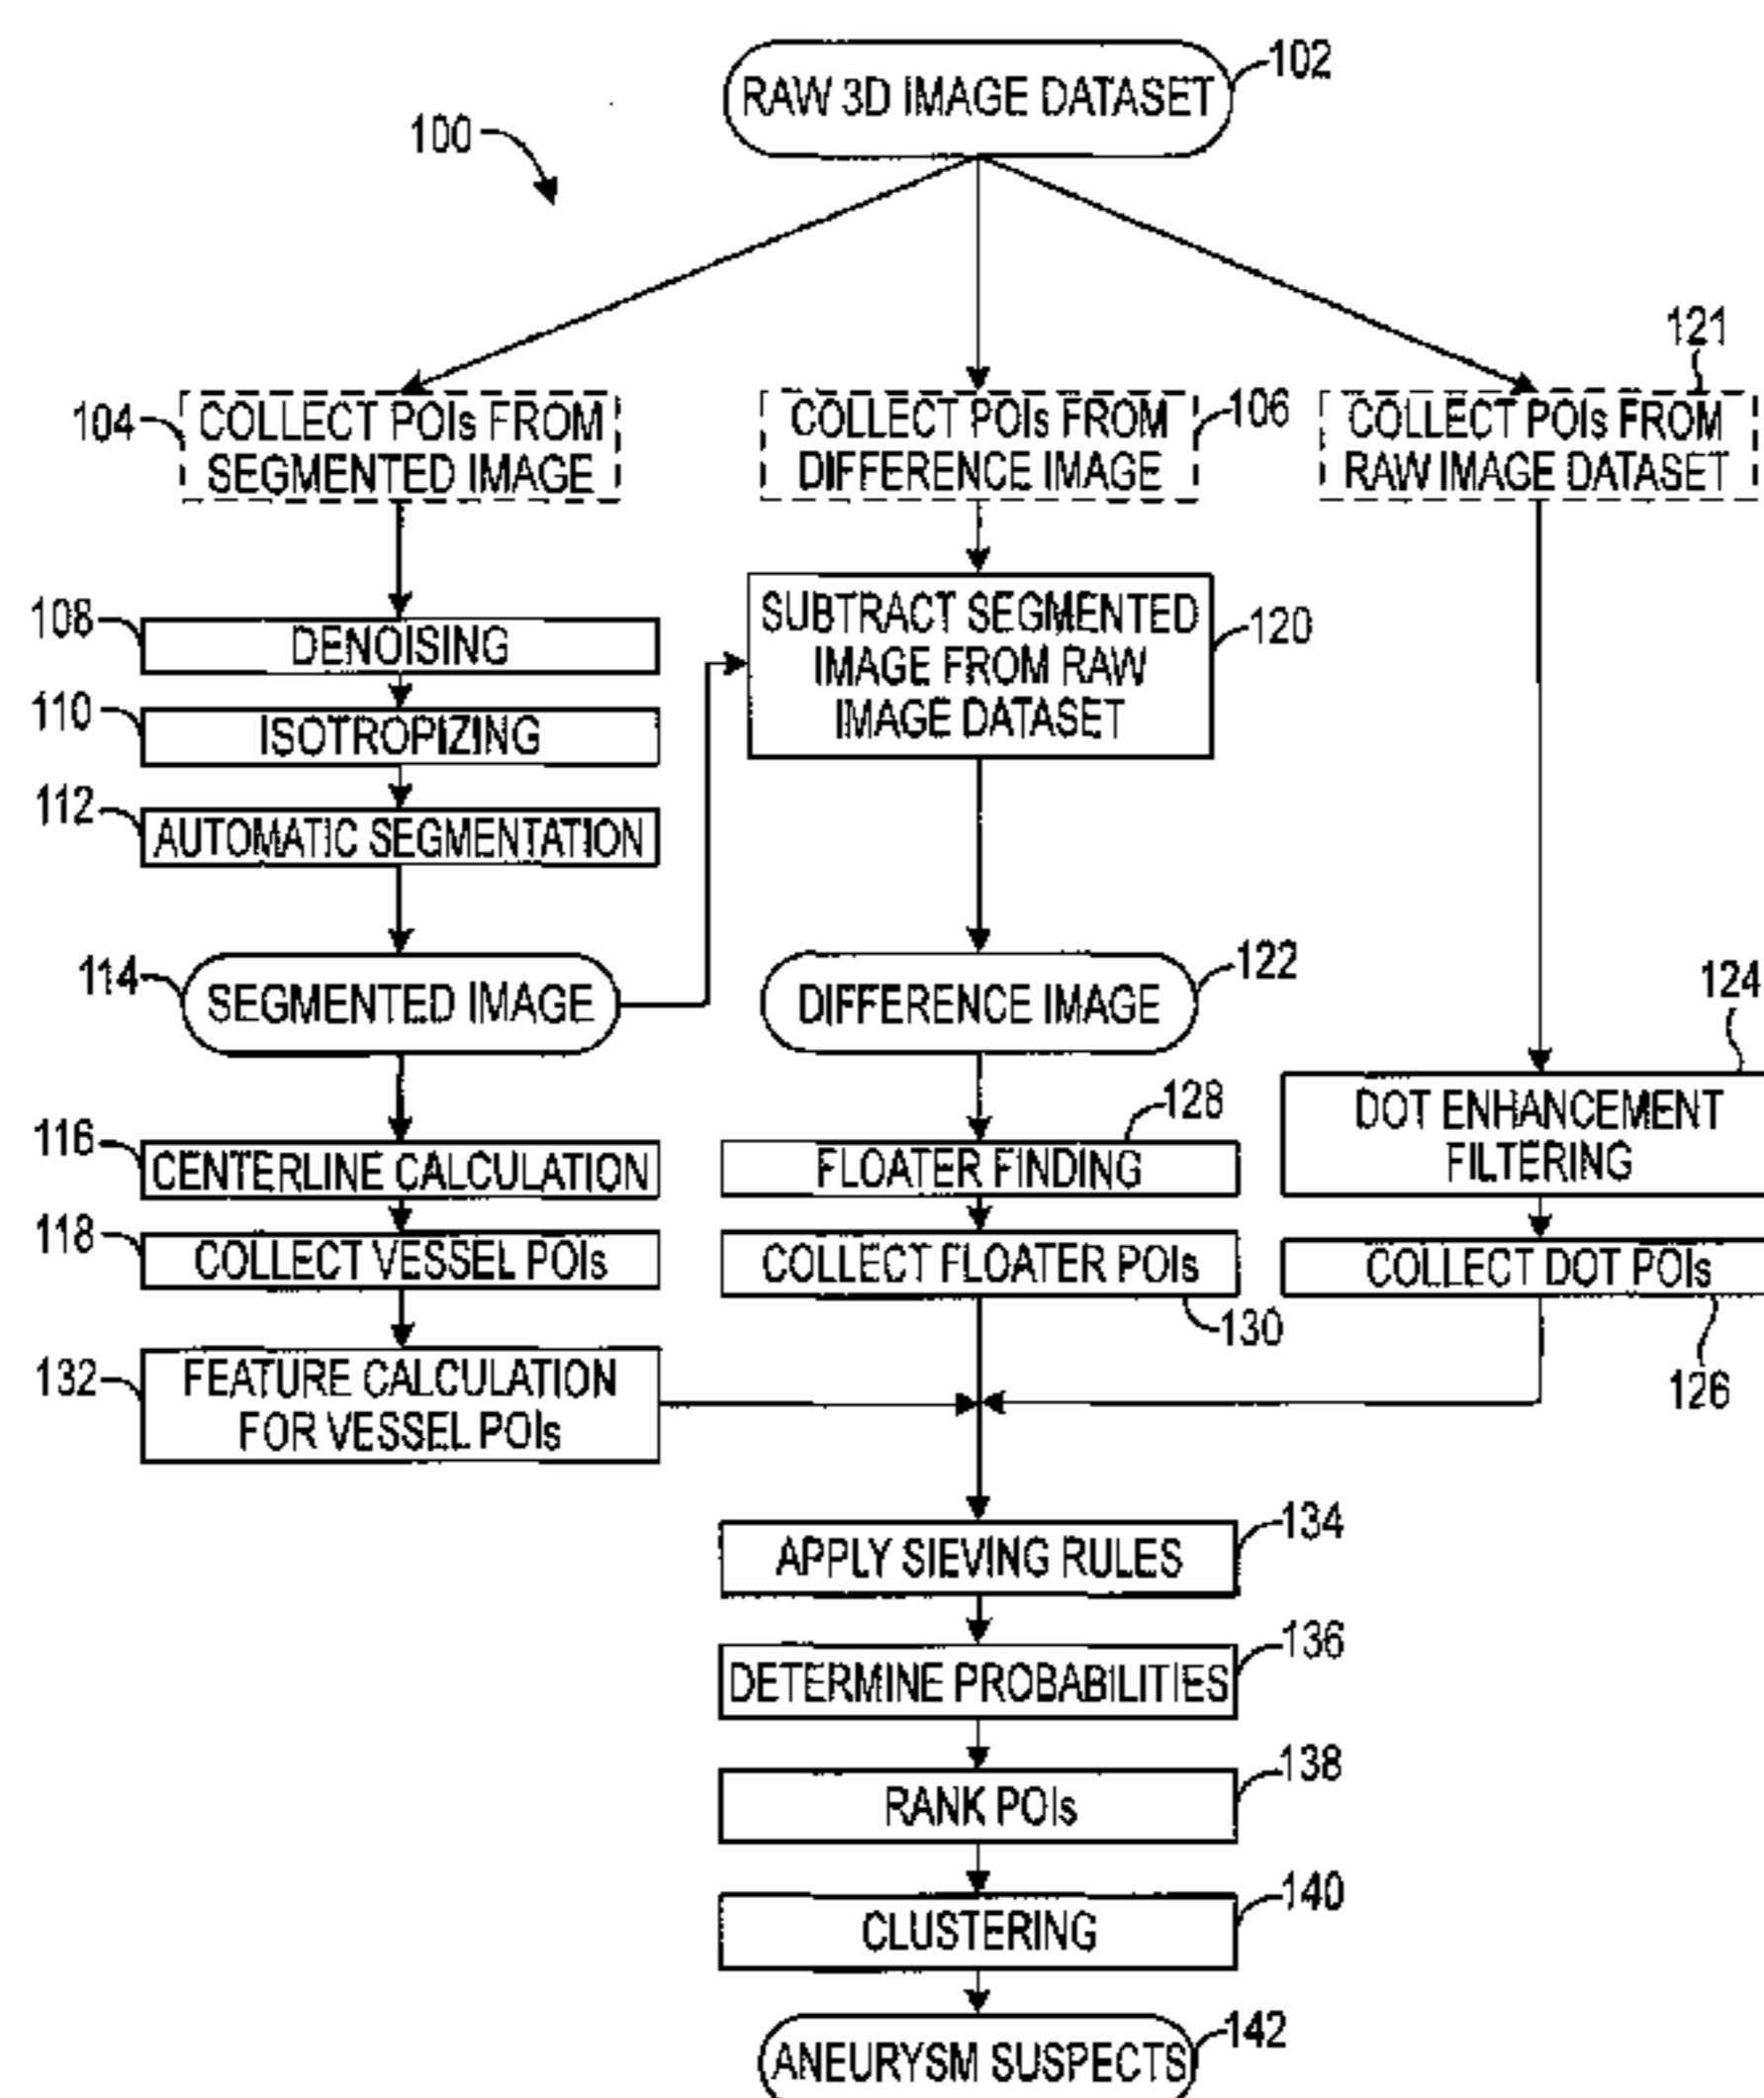 RAW 3D IMAGE DATASET
102
100
121
104
COLLECT POIs FROM
SEGMENTED IMAGE
COLLECT POIs FROM
DIFFERENCE IMAGE
106
COLLECT POIs FROM
RAW IMAGE DATASET
108
DENOISING
110
ISOTROPIZING
112
AUTOMATIC SEGMENTATION
SUBTRACT SEGMENTED
IMAGE FROM RAW
IMAGE DATASET
120
114
SEGMENTED IMAGE
DIFFERENCE IMAGE
122
124
116
CENTERLINE CALCULATION
128
FLOATER FINDING
DOT ENHANCEMENT
FILTERING
118
COLLECT VESSEL POIs
COLLECT FLOATER POIs
130
COLLECT DOT POIs
126
132
FEATURE CALCULATION
FOR VESSEL POIs
APPLY SIEVING RULES
134
DETERMINE PROBABILITIES
136
RANK POIs
138
CLUSTERING
140
ANEURYSM SUSPECTS
142